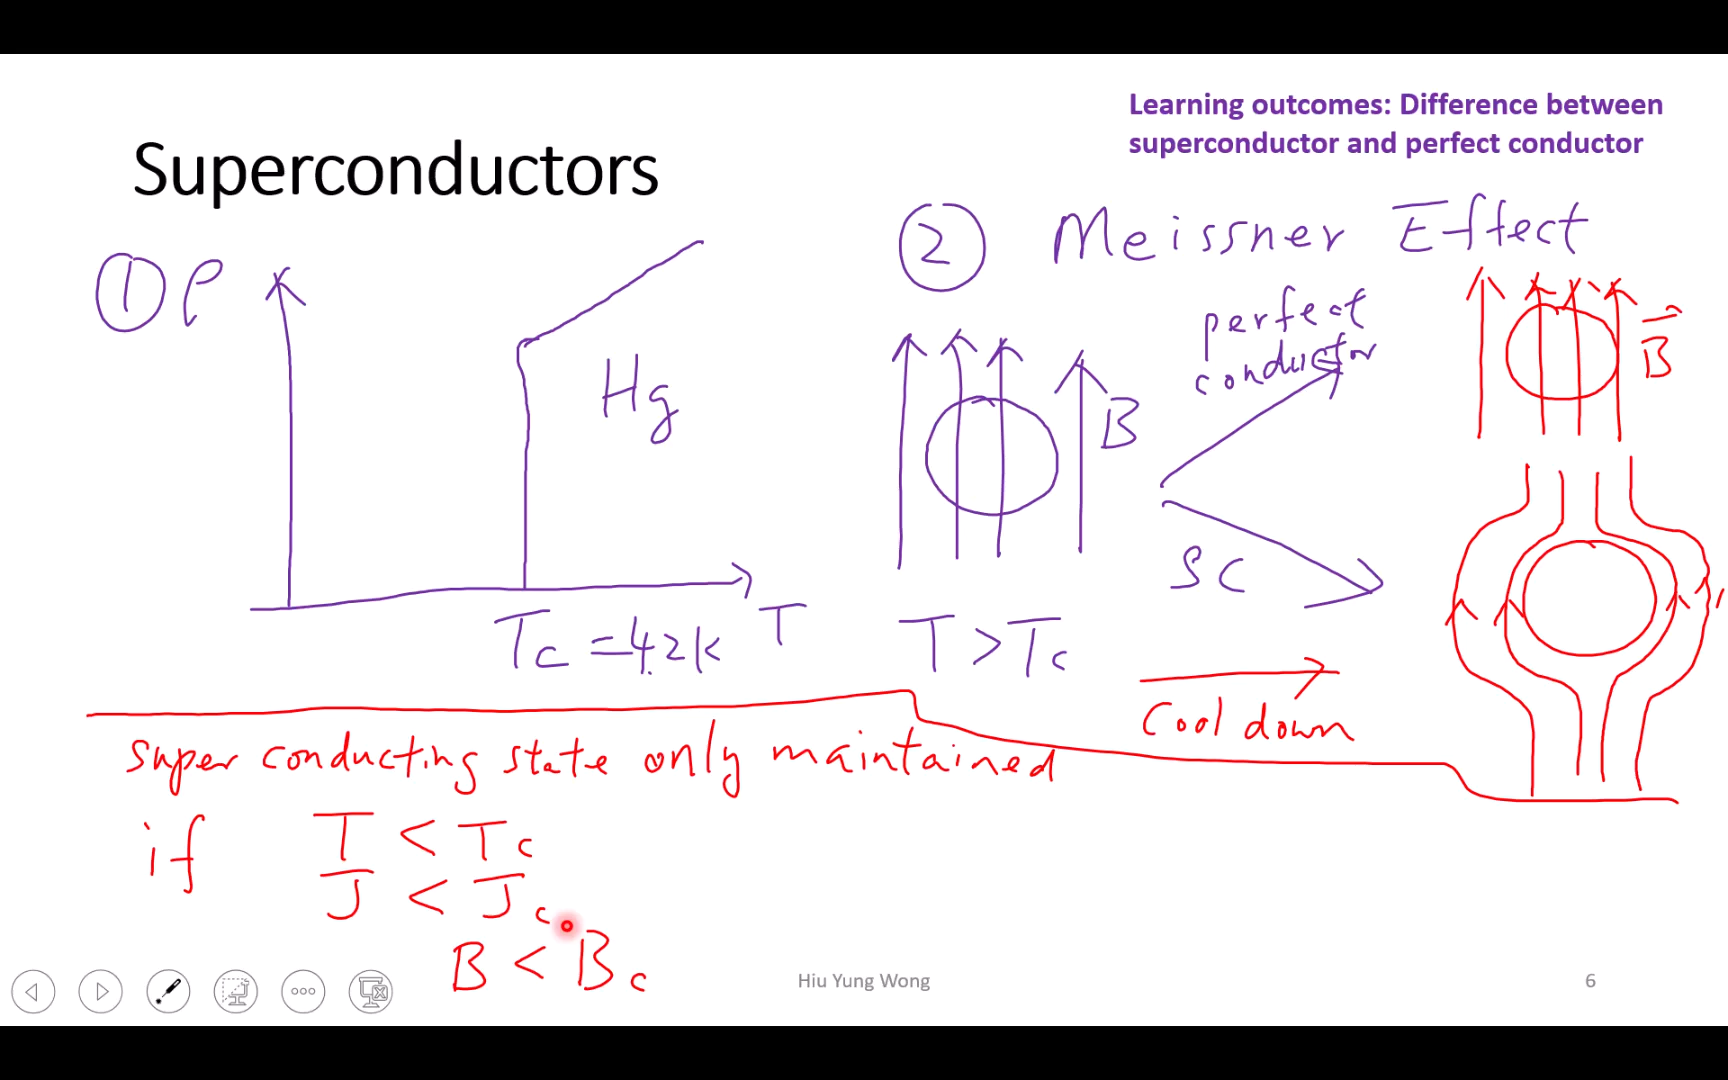 Learning outcomes: Difference between
superconductor and perfect conductor
Superconductors
① ρ
Hg
Tc = 4.2K
T
② Meissner Effect
B
T > Tc
perfect
conductor
SC
Cool down
B⃗
Super conducting state only maintained
if T < Tc
J < Jc
B < Bc
Hiu Yung Wong
6